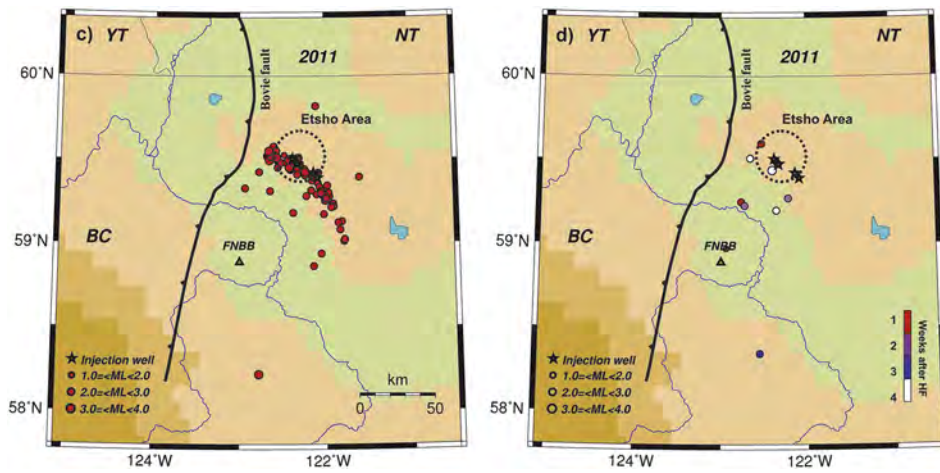 c) YT
NT
2011
60°N
Bovie fault
Etsho Area
59°N
BC
FNBB
Injection well
1.0=<ML<2.0
2.0=<ML<3.0
3.0=<ML<4.0
km
0 50
58°N
124°W
122°W
d) YT
NT
2011
60°N
Bovie fault
Etsho Area
59°N
BC
FNBB
Injection well
1.0=<ML<2.0
2.0=<ML<3.0
3.0=<ML<4.0
1
2
3
4
Weeks after HF
58°N
124°W
122°W